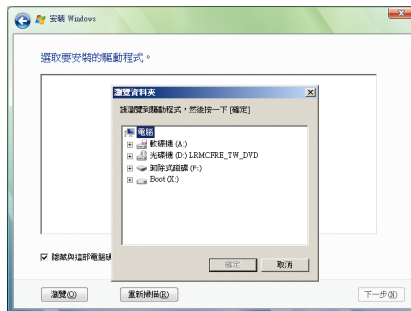 安裝 Windows
選取要安裝的驅動程式。
瀏覽資料夾
請瀏覽到驅動程式，然後按一下 [確定]
電腦
軟碟機 (A:)
光碟機 (D:) LRMCFRE_TW_DVD
卸除式磁碟 (F:)
Boot (X:)
隱藏與這部電腦硬
確定
取消
瀏覽(O)
重新掃描(R)
下一步(N)